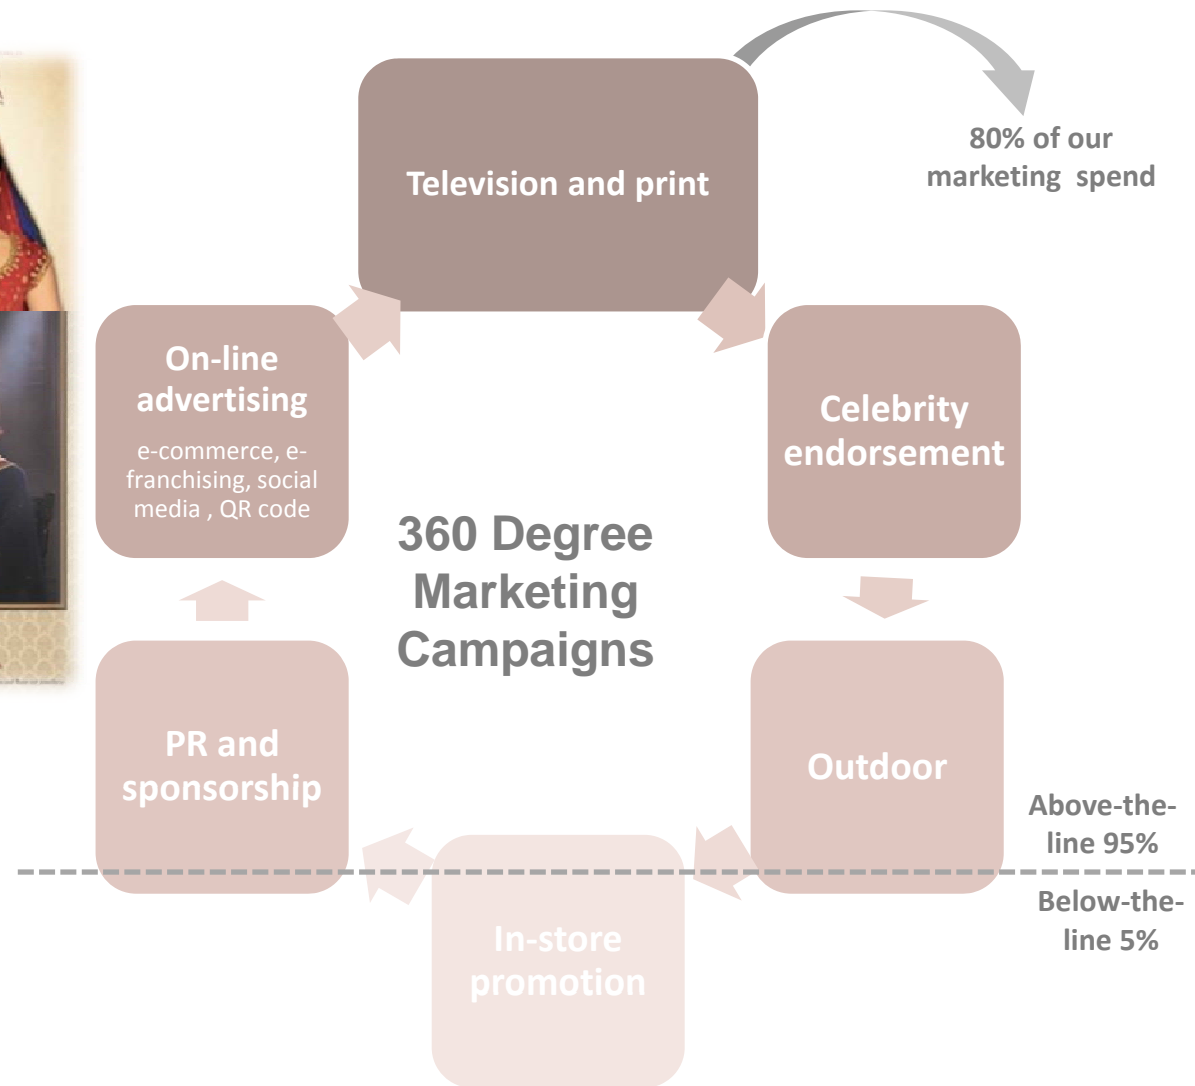 80% of our
marketing spend
Television and print
On-line
advertising
e-commerce, e-
franchising, social
media , QR code
Celebrity
endorsement
360 Degree
Marketing
Campaigns
PR and
sponsorship
Outdoor
Above-the-
line 95%
Below-the-
line 5%
In-store
promotion